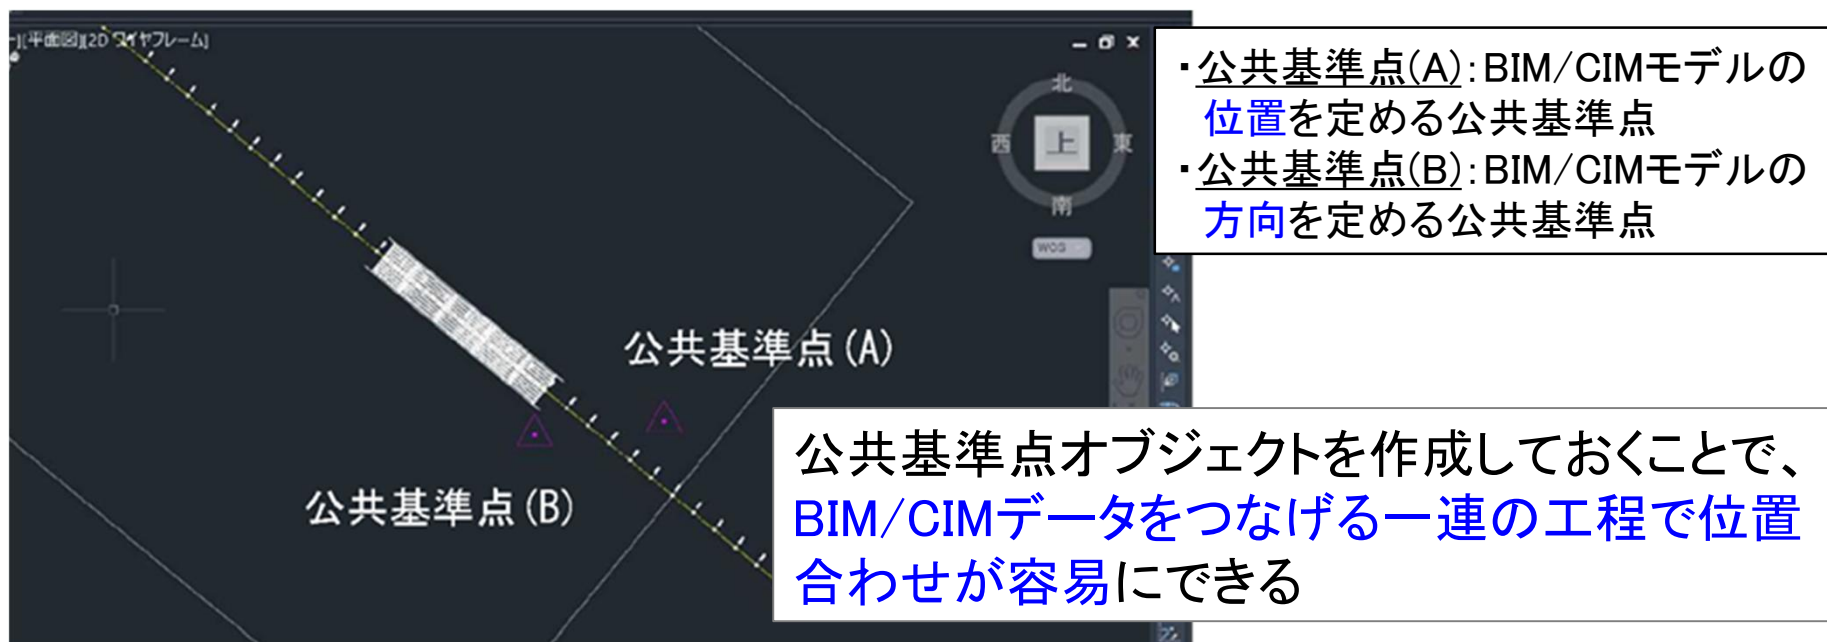 ][平面図][2D ワイヤフレーム]
北
西
上
東
南
WCS
公共基準点(A)
公共基準点(B)
・公共基準点(A):BIM/CIMモデルの
位置を定める公共基準点
・公共基準点(B):BIM/CIMモデルの
方向を定める公共基準点
公共基準点オブジェクトを作成しておくことで、
BIM/CIMデータをつなげる一連の工程で位置
合わせが容易にできる